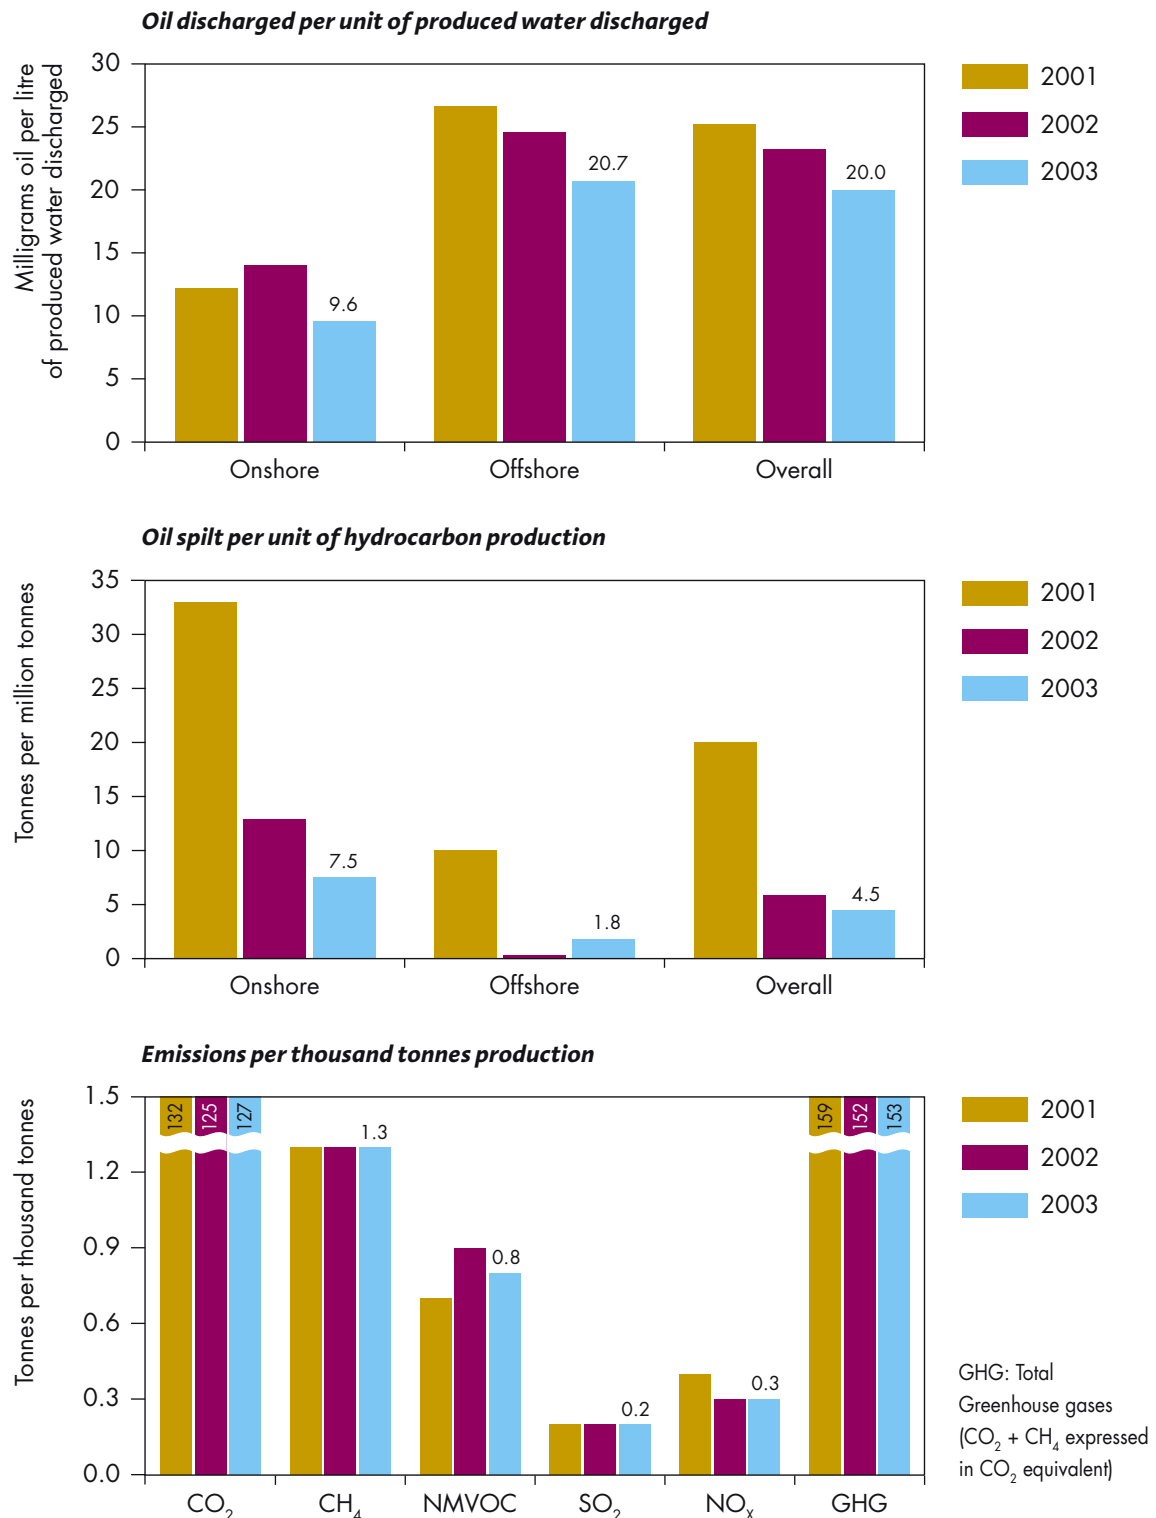 Oil discharged per unit of produced water discharged
Milligrams oil per litre
of produced water discharged
30
25
20
15
10
5
0
9.6
20.7
20.0
Onshore
Offshore
Overall
2001
2002
2003
Oil spilt per unit of hydrocarbon production
Tonnes per million tonnes
35
30
25
20
15
10
5
0
7.5
1.8
4.5
Onshore
Offshore
Overall
2001
2002
2003
Emissions per thousand tonnes production
Tonnes per thousand tonnes
1.5
1.2
0.9
0.6
0.3
0.0
132
125
127
1.3
0.8
0.2
0.3
159
152
153
CO₂
CH₄
NMVOC
SO₂
NOₓ
GHG
2001
2002
2003
GHG: Total
Greenhouse gases
(CO₂ + CH₄ expressed
in CO₂ equivalent)